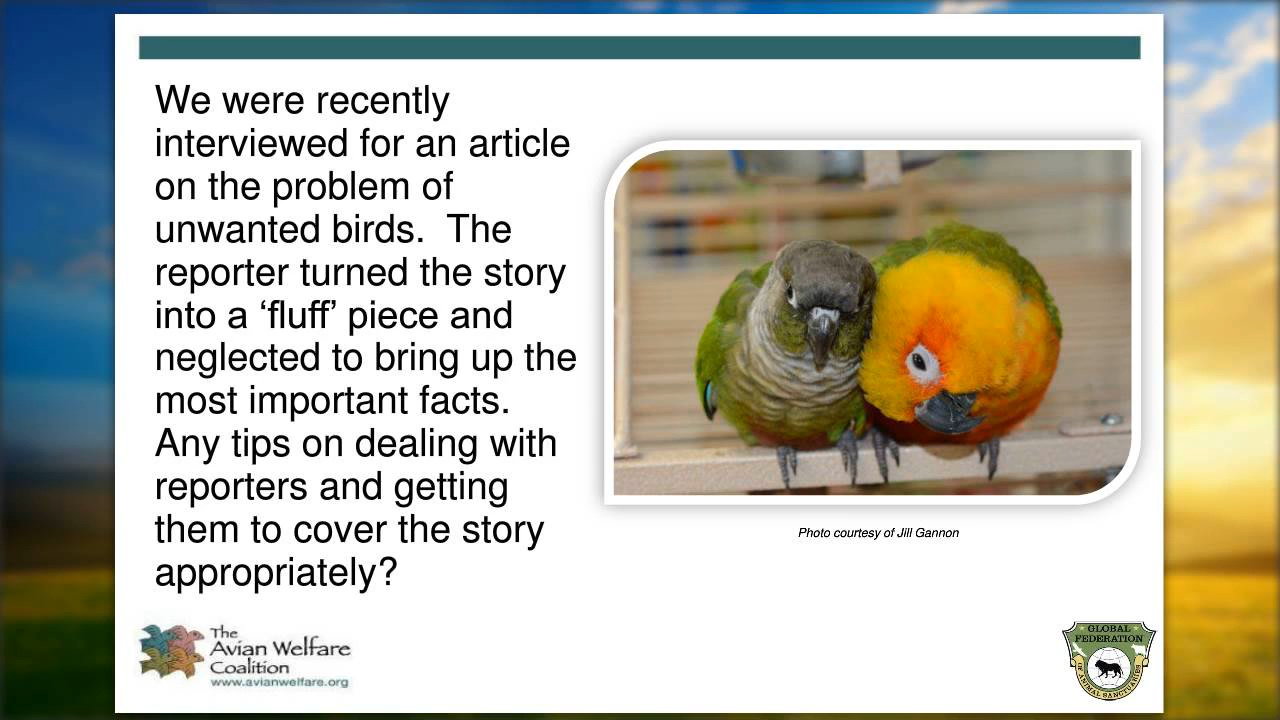 We were recently
interviewed for an article
on the problem of
unwanted birds.  The
reporter turned the story
into a ‘fluff’ piece and
neglected to bring up the
most important facts.
Any tips on dealing with
reporters and getting
them to cover the story
appropriately?
Photo courtesy of Jill Gannon
The
Avian Welfare
Coalition
www.avianwelfare.org
GLOBAL
FEDERATION
OF ANIMAL SANCTUARIES